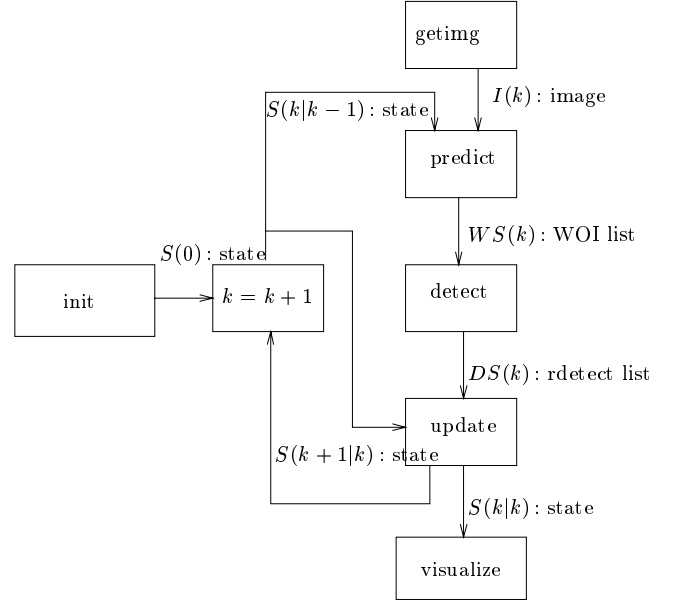 getimg
I(k) : image
S(k|k − 1) : state
predict
WS(k) : WOI list
S(0) : state
init
k = k + 1
detect
DS(k) : rdetect list
update
S(k + 1|k) : state
S(k|k) : state
visualize